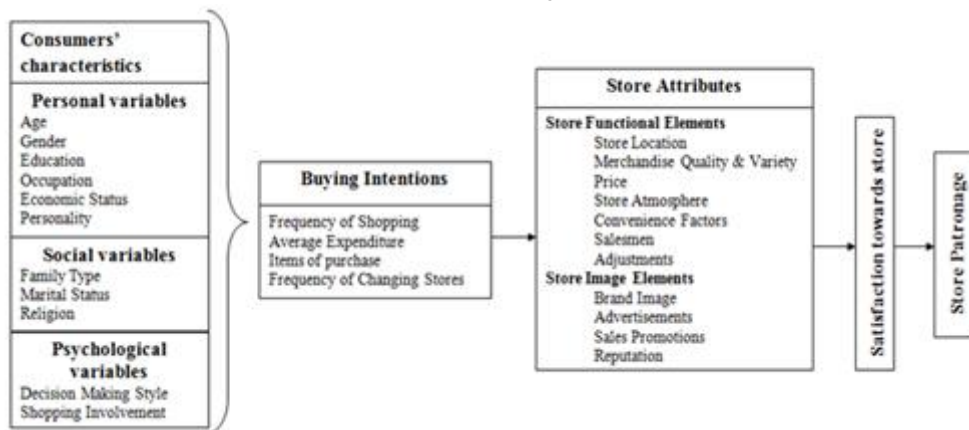 Consumers'
characteristics
Personal variables
Age
Gender
Education
Occupation
Economic Status
Personality
Social variables
Family Type
Marital Status
Religion
Psychological
variables
Decision Making Style
Shopping Involvement
Buying Intentions
Frequency of Shopping
Average Expenditure
Items of purchase
Frequency of Changing Stores
Store Attributes
Store Functional Elements
Store Location
Merchandise Quality & Variety
Price
Store Atmosphere
Convenience Factors
Salesmen
Adjustments
Store Image Elements
Brand Image
Advertisements
Sales Promotions
Reputation
Satisfaction towards store
Store Patronage